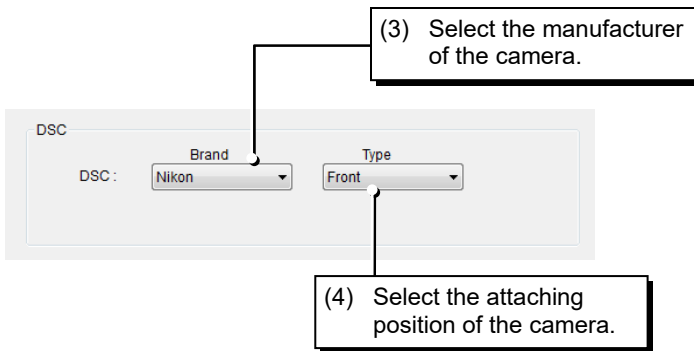 (3) Select the manufacturer
of the camera.
DSC
Brand Type
DSC : Nikon Front
(4) Select the attaching
position of the camera.